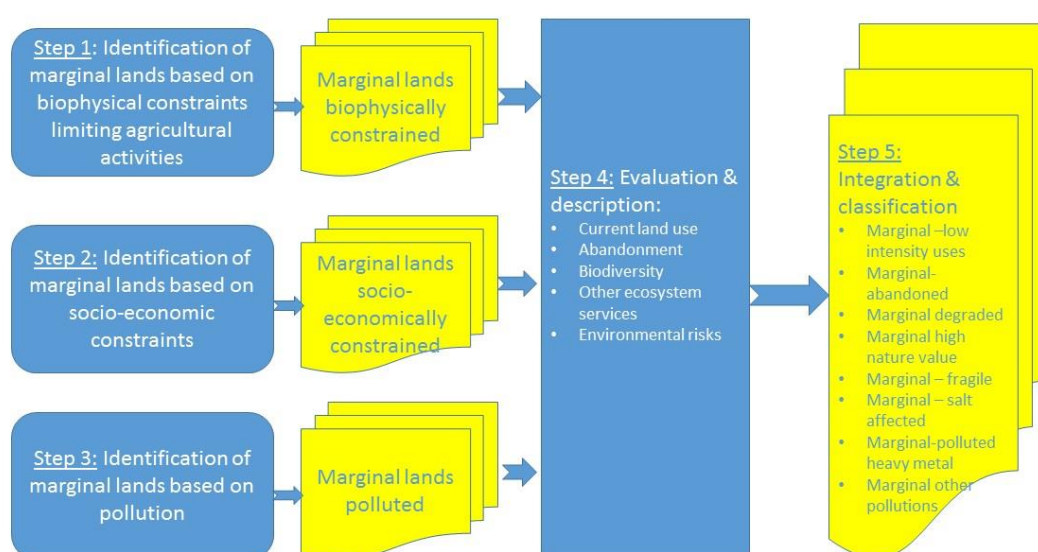 Step 1: Identification of
marginal lands based on
biophysical constraints
limiting agricultural
activities
Marginal lands
biophysically
constrained
Step 2: Identification of
marginal lands based on
socio-economic
constraints
Marginal lands
socio-
economically
constrained
Step 3: Identification of
marginal lands based on
pollution
Marginal lands
polluted
Step 4: Evaluation &
description:
• Current land use
• Abandonment
• Biodiversity
• Other ecosystem
services
• Environmental risks
Step 5:
Integration &
classification
• Marginal –low
intensity uses
• Marginal-
abandoned
• Marginal degraded
• Marginal high
nature value
• Marginal – fragile
• Marginal – salt
affected
• Marginal-polluted
heavy metal
• Marginal other
pollutions